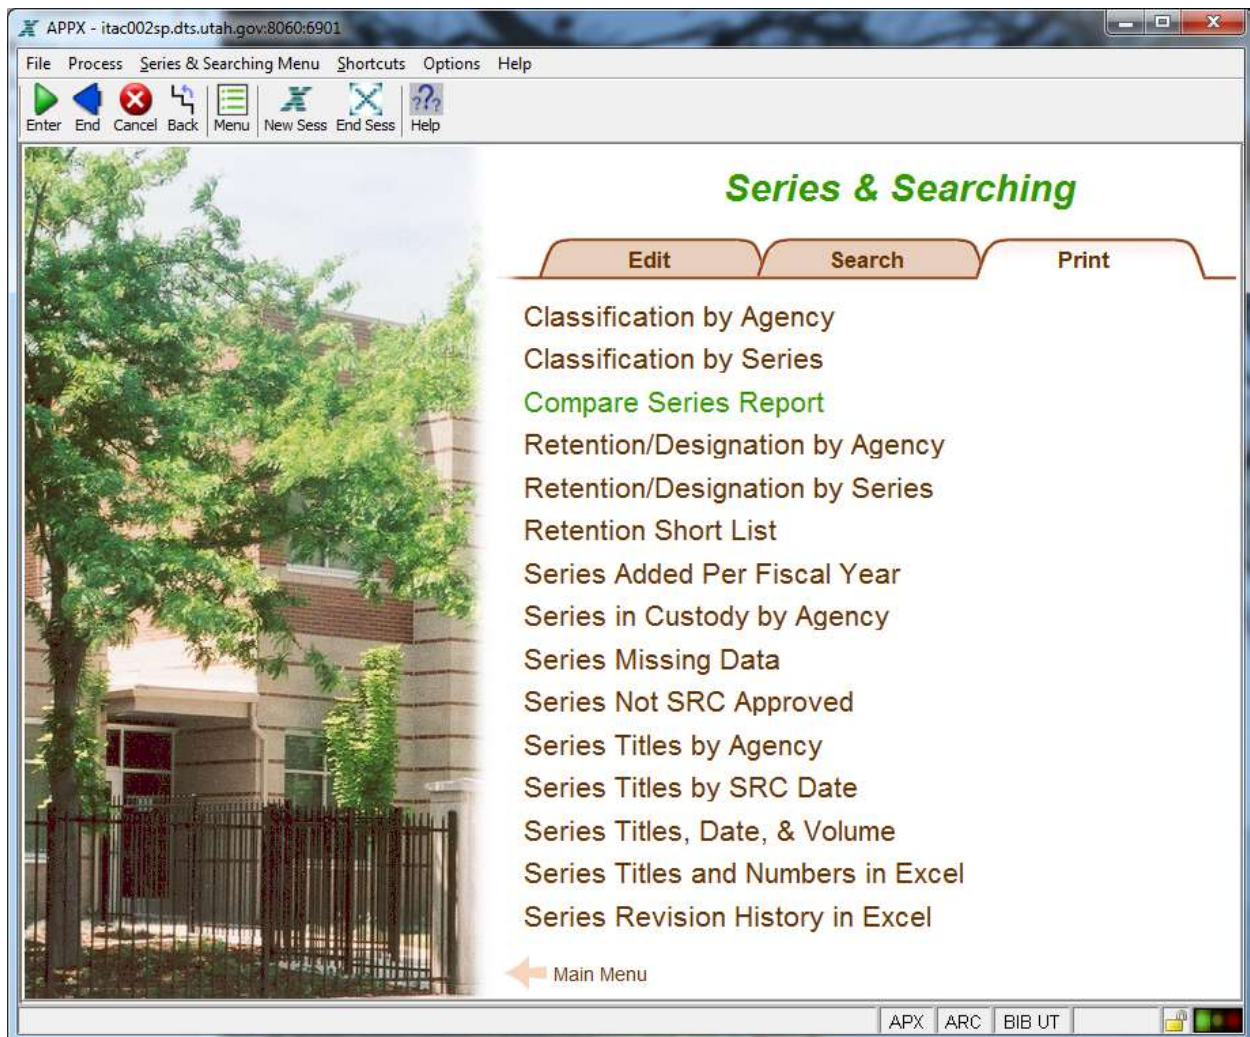 APPX - itac002sp.dts.utah.gov:8060:6901
File Process Series & Searching Menu Shortcuts Options Help
Enter End Cancel Back Menu New Sess End Sess Help
Series & Searching
Edit Search Print
Classification by Agency
Classification by Series
Compare Series Report
Retention/Designation by Agency
Retention/Designation by Series
Retention Short List
Series Added Per Fiscal Year
Series in Custody by Agency
Series Missing Data
Series Not SRC Approved
Series Titles by Agency
Series Titles by SRC Date
Series Titles, Date, & Volume
Series Titles and Numbers in Excel
Series Revision History in Excel
Main Menu
APX ARC BIB UT